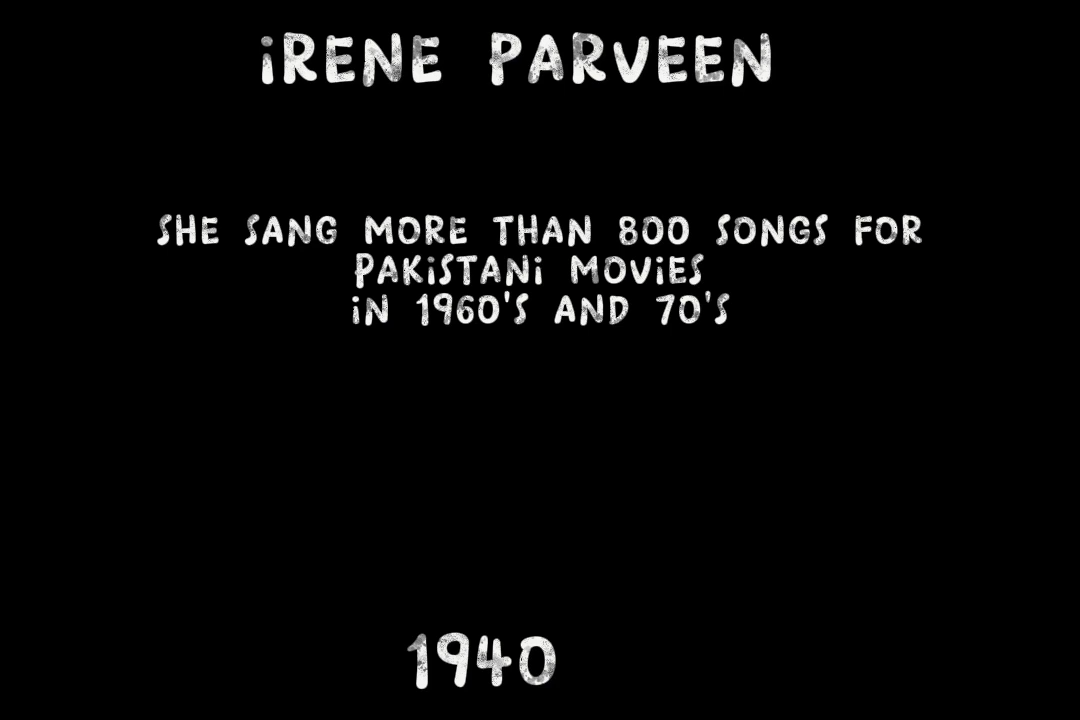 iRENE PARVEEN
SHE SANG MORE THAN 800 SONGS FOR
PAKiSTANi MOViES
iN 1960'S AND 70'S
1940